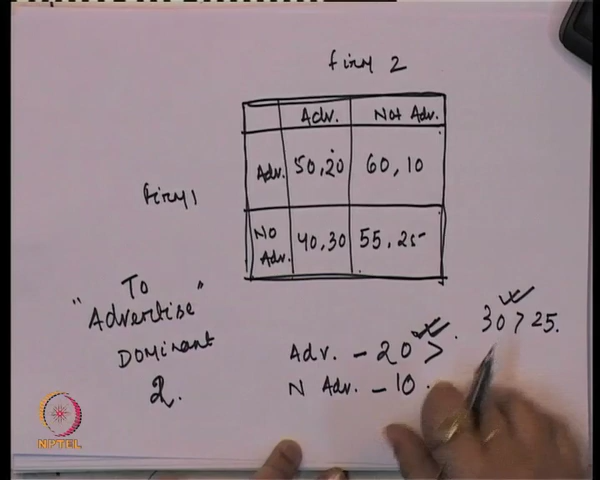 Firm 2
Adv. Not Adv.
Firm 1
Adv. 50, 20 60, 10
No Adv. 40, 30 55, 25
"To Advertise"
Dominant
2.
Adv. - 20 >
N Adv. - 10.
30 > 25.
NPTEL